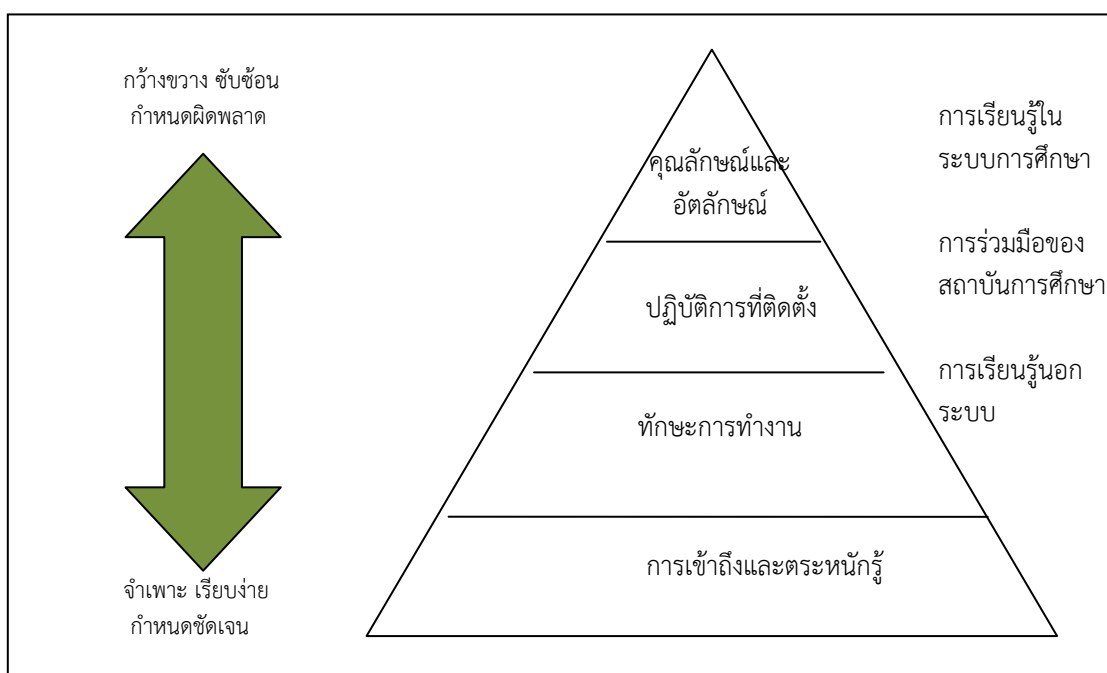 กว้างขวาง ซับซ้อน
กำหนดผิดพลาด
จำเพาะ เรียบง่าย
กำหนดชัดเจน
คุณลักษณ์และ
อัตลักษณ์
ปฏิบัติการที่ติดตั้ง
ทักษะการทำงาน
การเข้าถึงและตระหนักรู้
การเรียนรู้ใน
ระบบการศึกษา
การร่วมมือของ
สถาบันการศึกษา
การเรียนรู้นอก
ระบบ